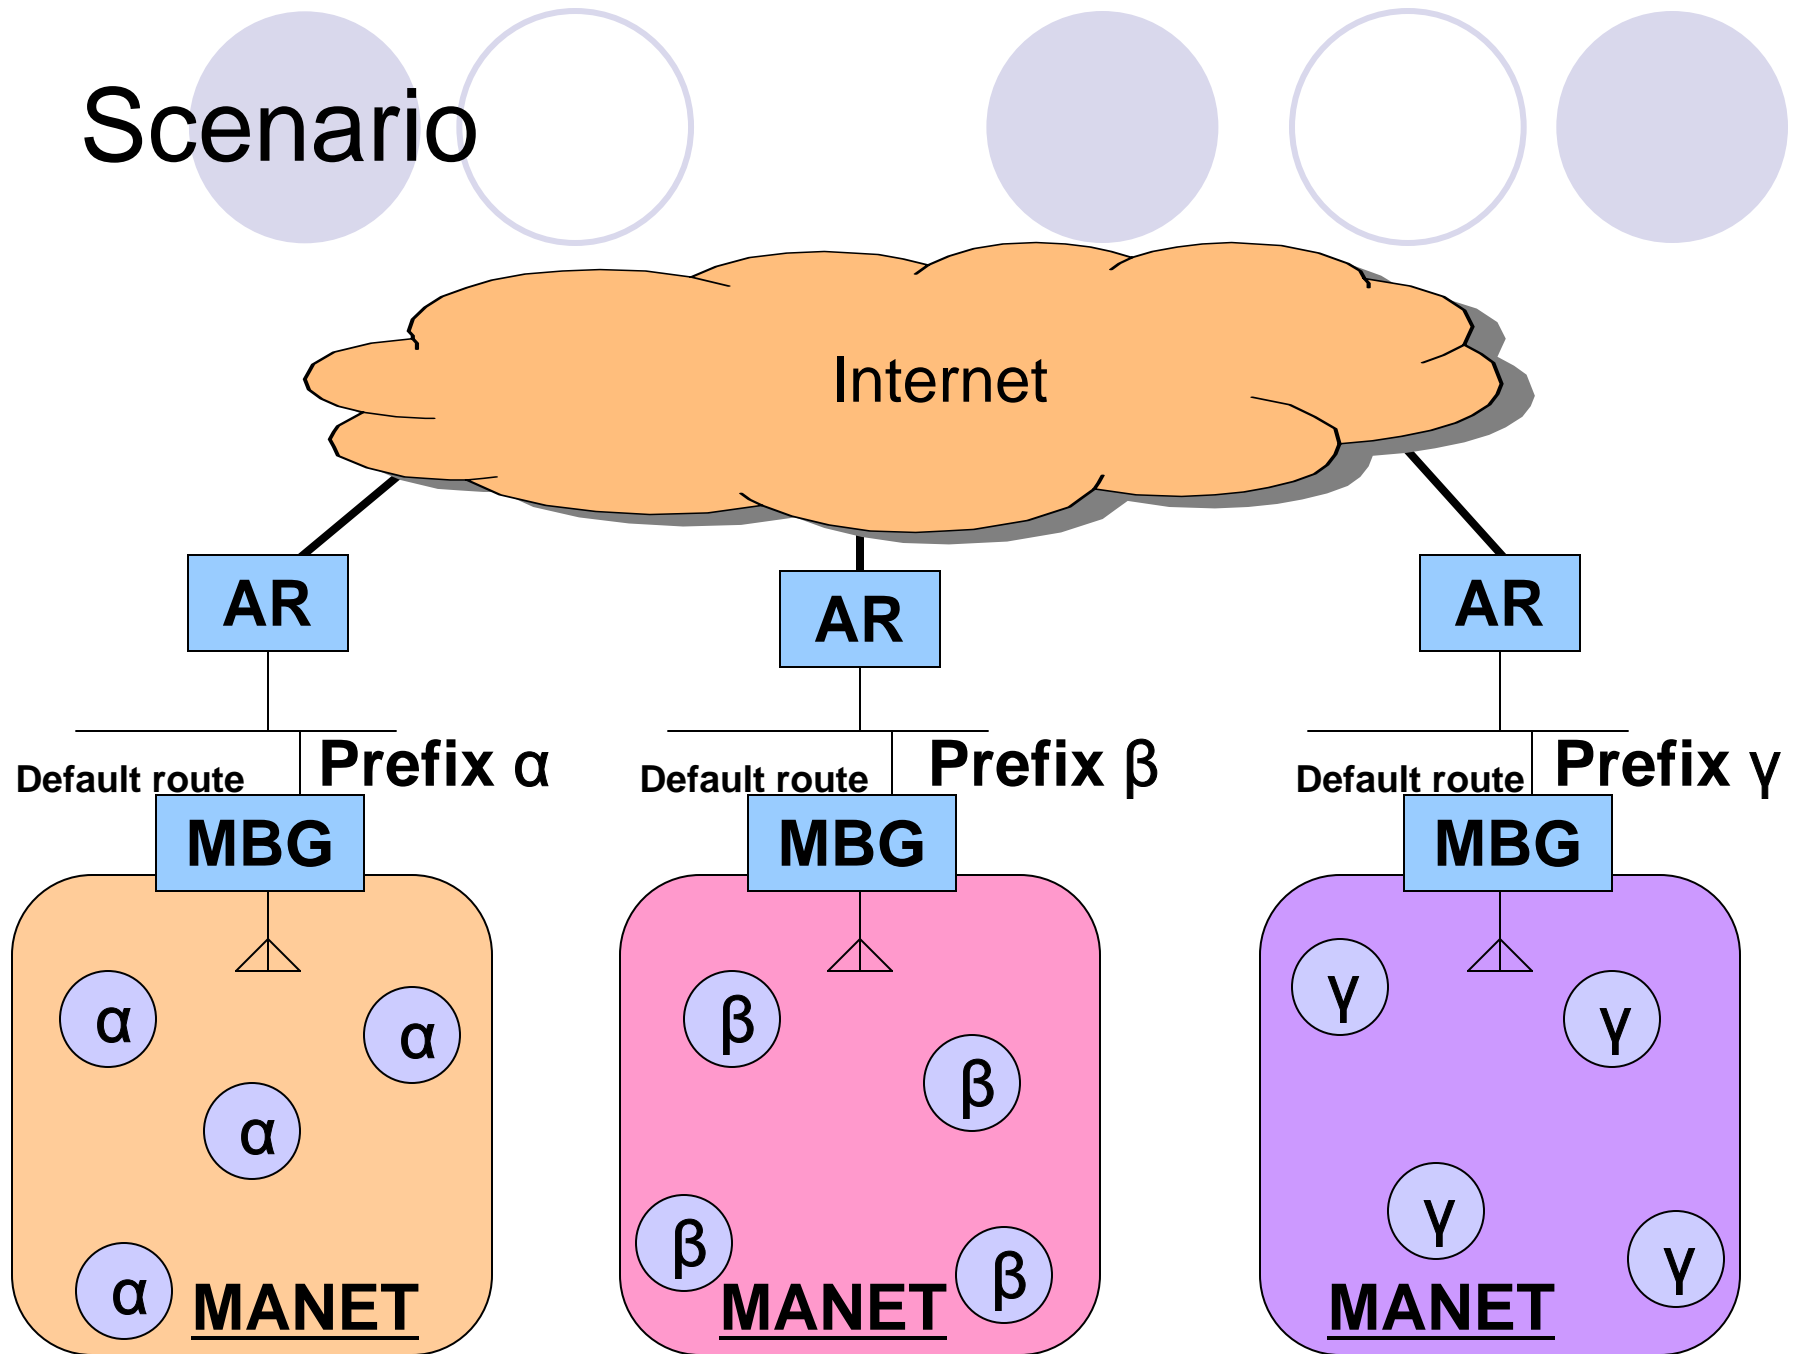 Scenario
Internet
AR
AR
AR
Default route
Prefix α
Default route
Prefix β
Default route
Prefix γ
MBG
MBG
MBG
α
α
α
α
MANET
β
β
β
β
MANET
γ
γ
γ
γ
MANET